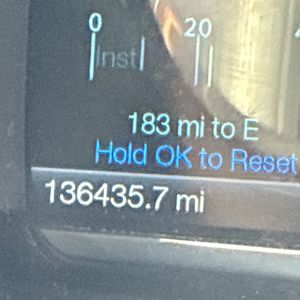 0 20
Inst
183 mi to E
Hold OK to Reset
136435.7 mi